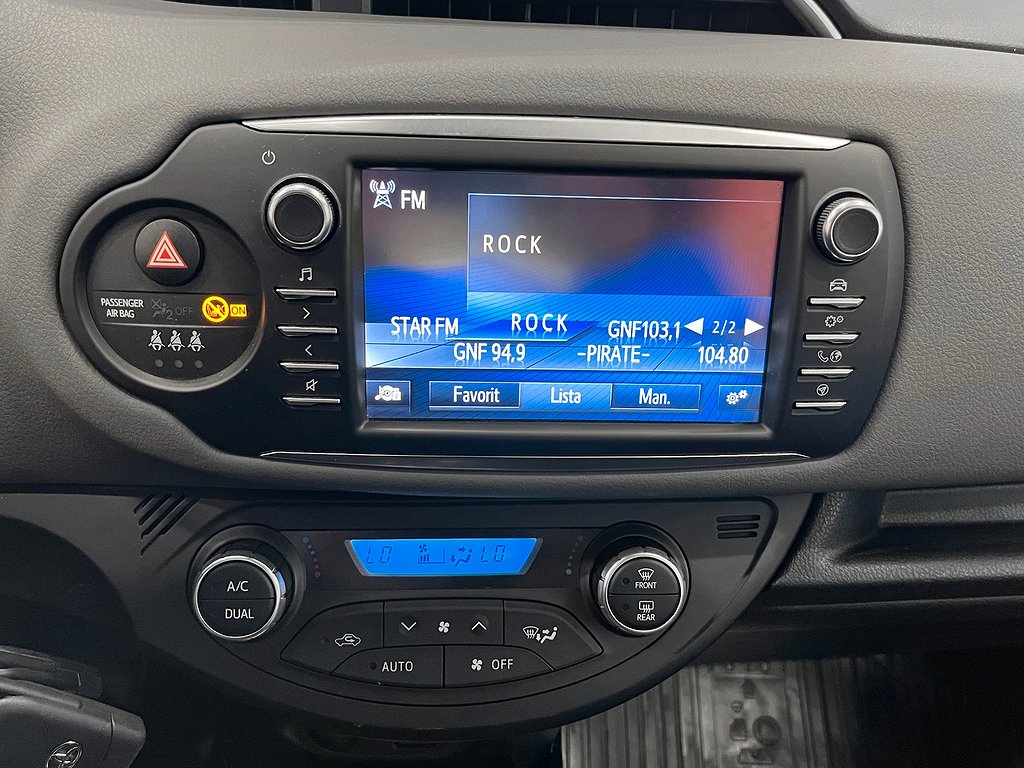 FM
ROCK
PASSENGER
AIR BAG
2 OFF
ON
STAR FM ROCK GNF103,1 2/2
GNF 94,9 -PIRATE- 104.80
Favorit Lista Man.
LO LO
A/C
DUAL
FRONT
REAR
AUTO
OFF